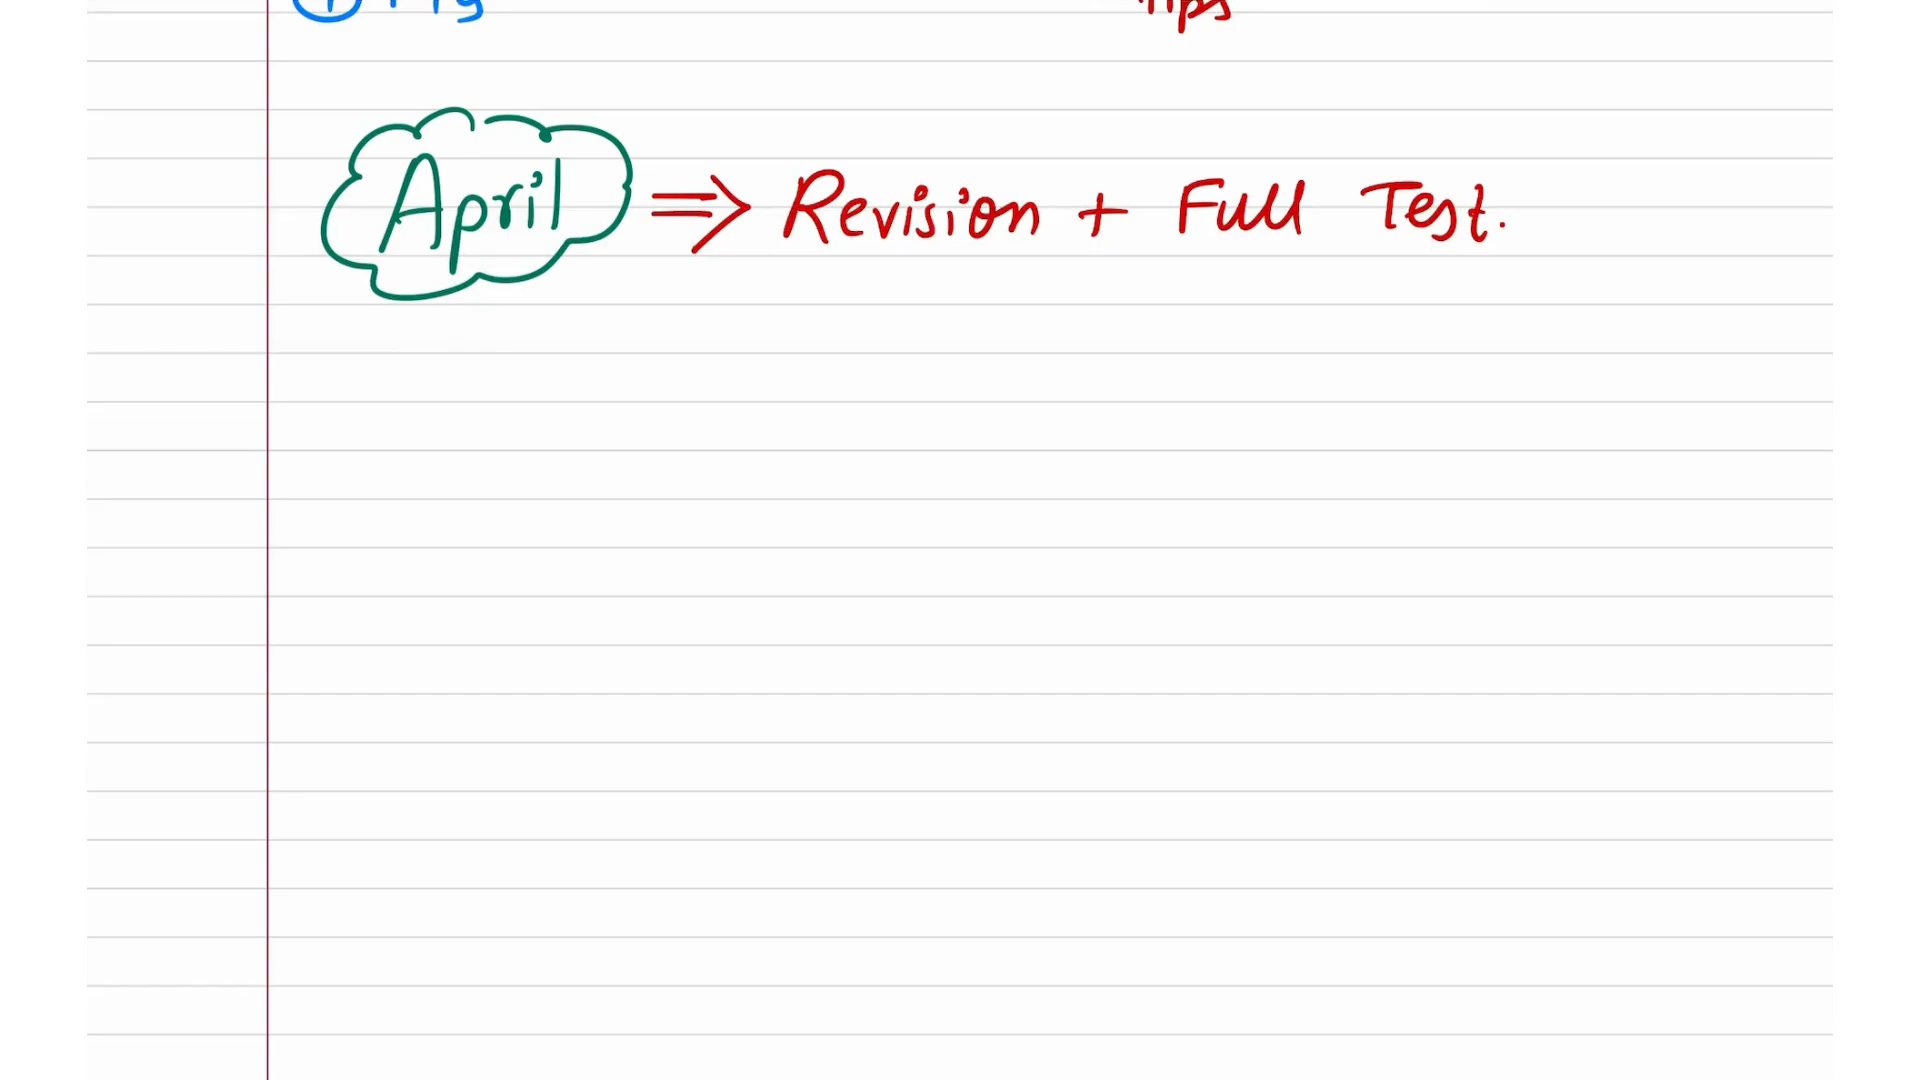 April ⇒ Revision + Full Test.